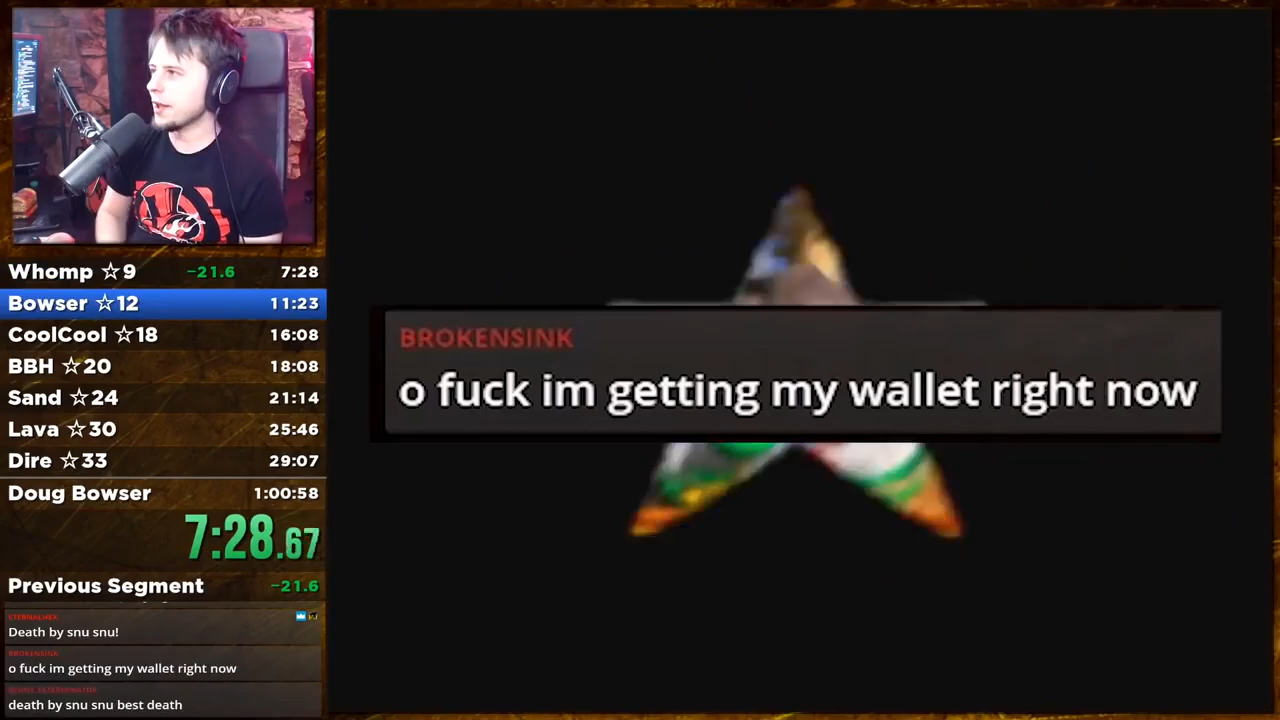 Whomp ☆9 -21.6 7:28
Bowser ☆12 11:23
CoolCool ☆18 16:08
BBH ☆20 18:08
Sand ☆24 21:14
Lava ☆30 25:46
Dire ☆33 29:07
Doug Bowser 1:00:58
7:28.67
Previous Segment -21.6
ETERNALHEX
Death by snu snu!
BROKENSINK
o fuck im getting my wallet right now
death by snu snu best death
BROKENSINK
o fuck im getting my wallet right now